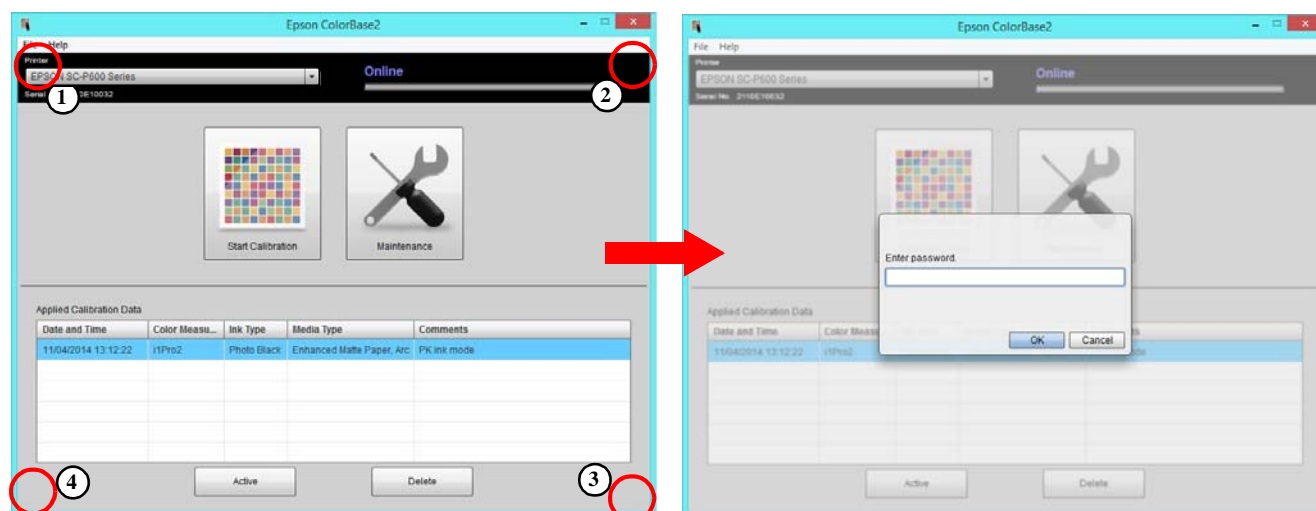 Epson ColorBase2
File Help
Printer
EPSON SC-P600 Series
Online
Serial
1
2
Start Calibration
Maintenance
Applied Calibration Data
Date and Time Color Measu... Ink Type Media Type Comments
11/04/2014 13:12:22 i1Pro2 Photo Black Enhanced Matte Paper, Arc PK ink mode
4
Active
Delete
3
Epson ColorBase2
File Help
Printer
EPSON SC-P600 Series
Online
Serial No.
Enter password.
OK
Cancel
Applied Calibration Data
Date and Time Color Meas
11/04/2014 13:12:22 i1Pro2
Active
Delete